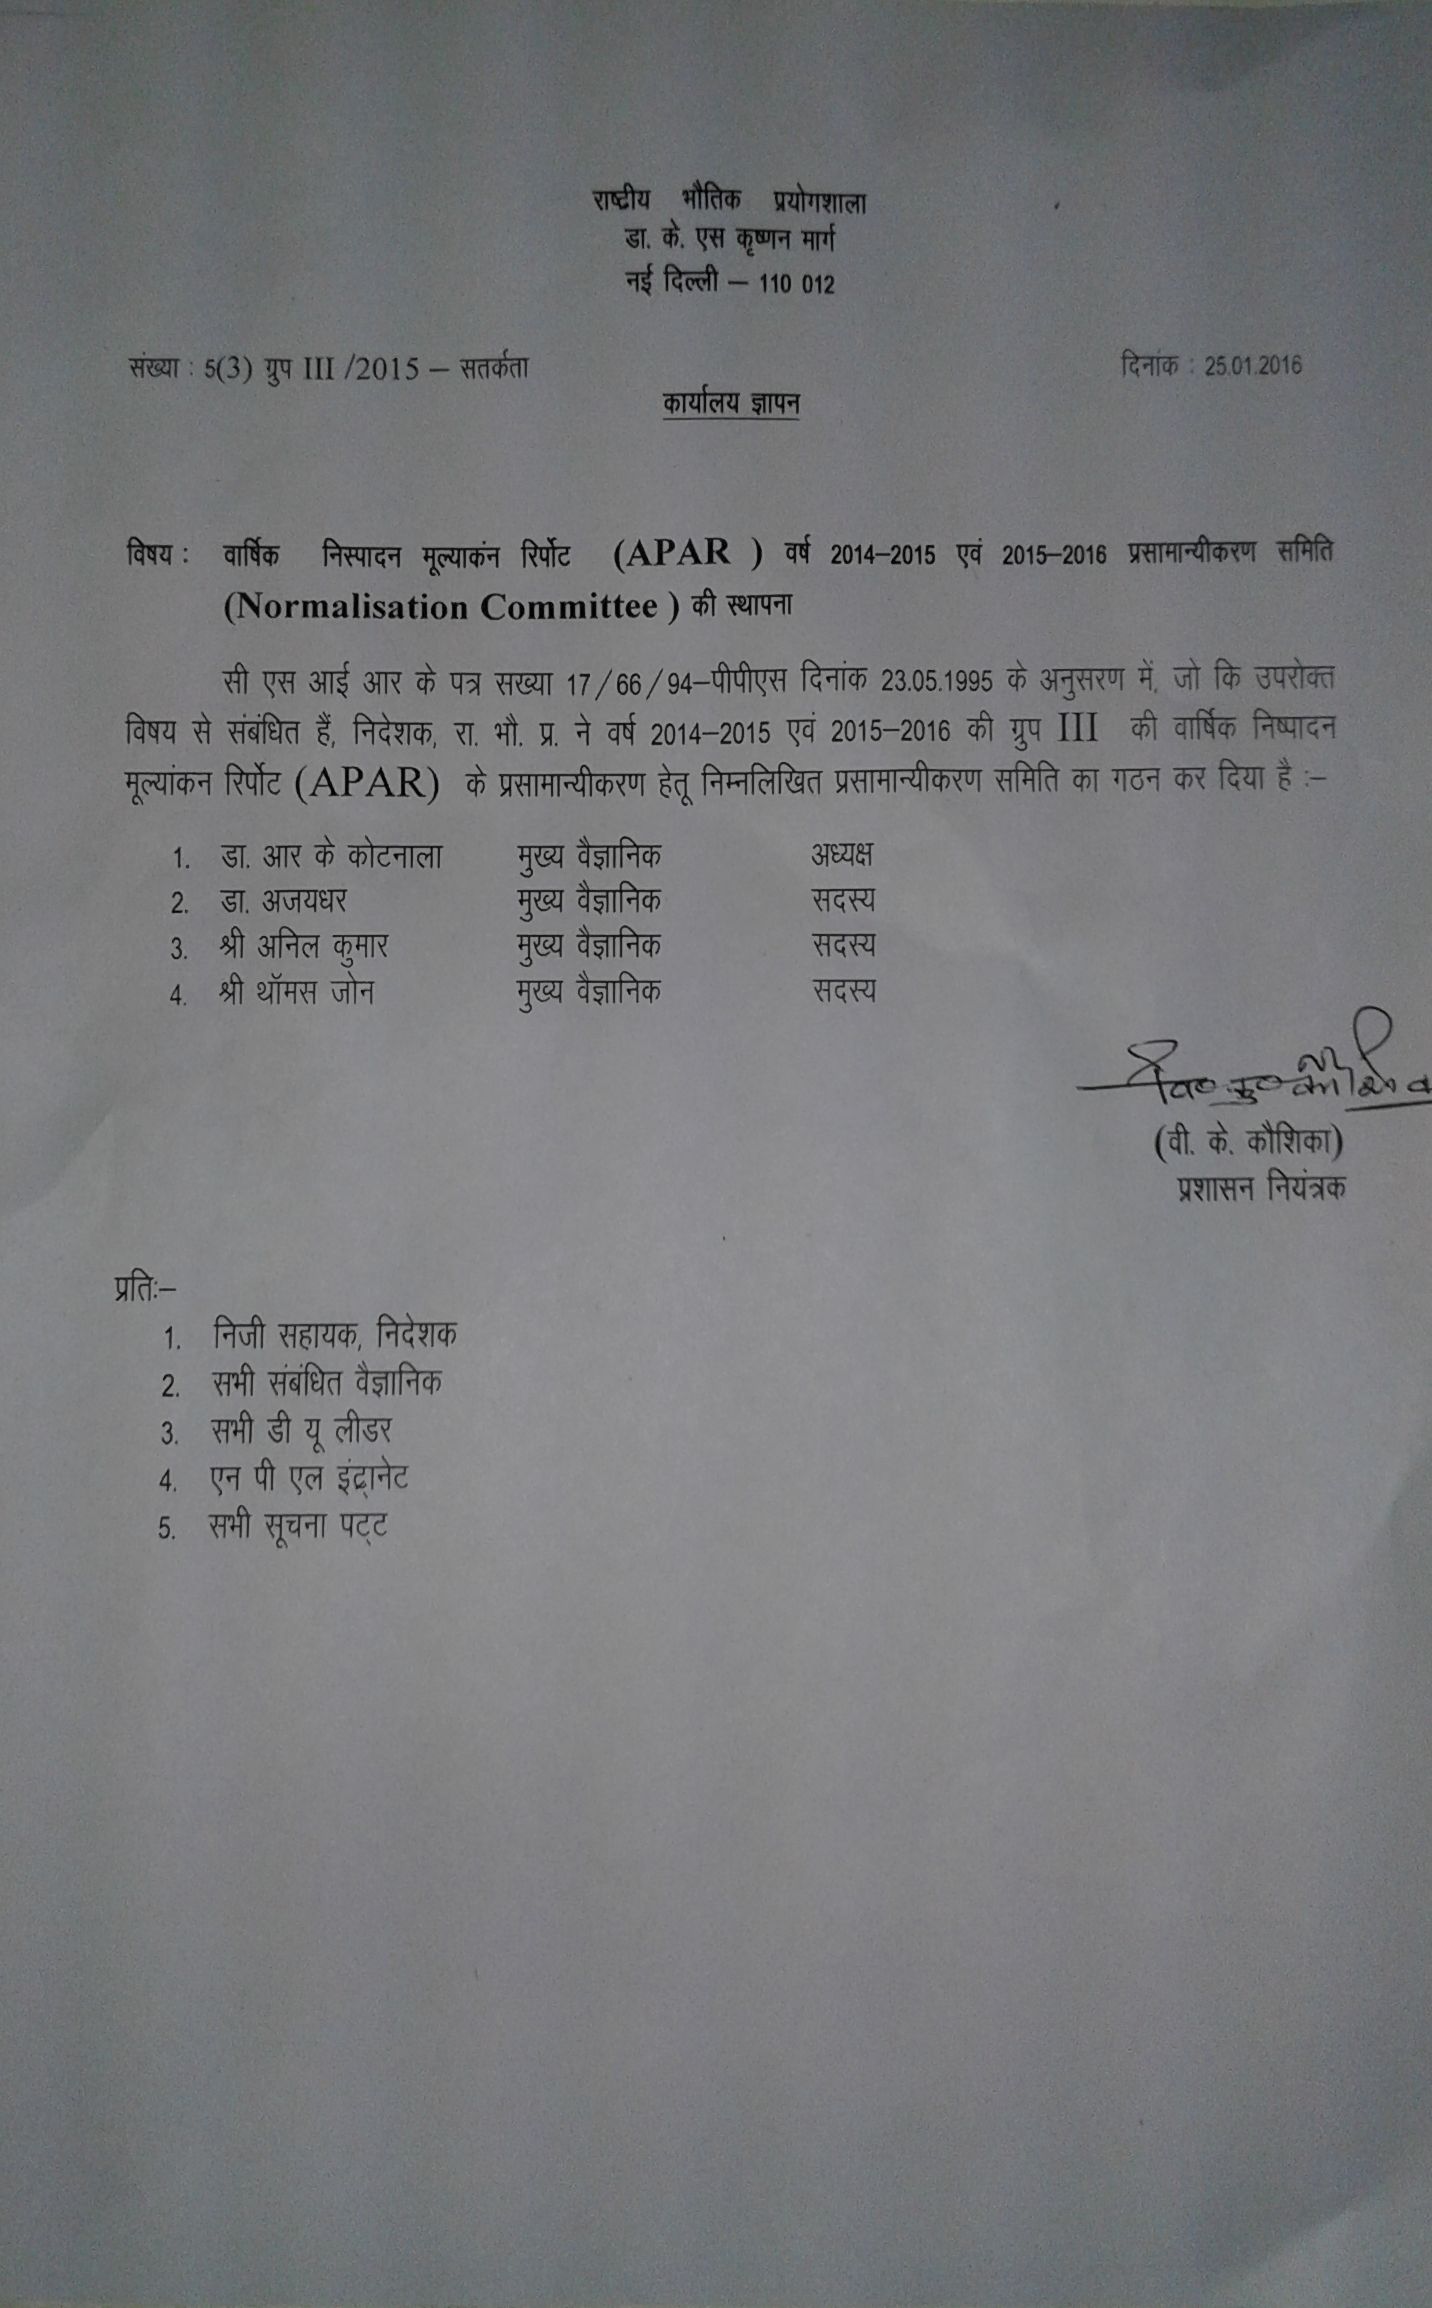 राष्टीय भौतिक प्रयोगशाला
डा. के. एस कृष्णन मार्ग
नई दिल्ली – 110 012
संख्या : 5(3) ग्रुप III /2015 – सतर्कता
दिनांक : 25.01.2016
कार्यालय ज्ञापन
विषय : वार्षिक निस्पादन मूल्याकंन रिर्पोट (APAR ) वर्ष 2014–2015 एवं 2015–2016 प्रसामान्यीकरण समिति
(Normalisation Committee ) की स्थापना
सी एस आई आर के पत्र सख्या 17/66/94–पीपीएस दिनांक 23.05.1995 के अनुसरण में, जो कि उपरोक्त
विषय से संबंधित हैं, निदेशक, रा. भौ. प्र. ने वर्ष 2014–2015 एवं 2015–2016 की ग्रुप III की वार्षिक निष्पादन
मूल्यांकन रिर्पोट (APAR) के प्रसामान्यीकरण हेतू निम्नलिखित प्रसामान्यीकरण समिति का गठन कर दिया है :–
1. डा. आर के कोटनाला मुख्य वैज्ञानिक अध्यक्ष
2. डा. अजयधर मुख्य वैज्ञानिक सदस्य
3. श्री अनिल कुमार मुख्य वैज्ञानिक सदस्य
4. श्री थॉमस जोन मुख्य वैज्ञानिक सदस्य
(वी. के. कौशिका)
प्रशासन नियंत्रक
प्रतिः–
1. निजी सहायक, निदेशक
2. सभी संबंधित वैज्ञानिक
3. सभी डी यू लीडर
4. एन पी एल इंट्रानेट
5. सभी सूचना पट्ट